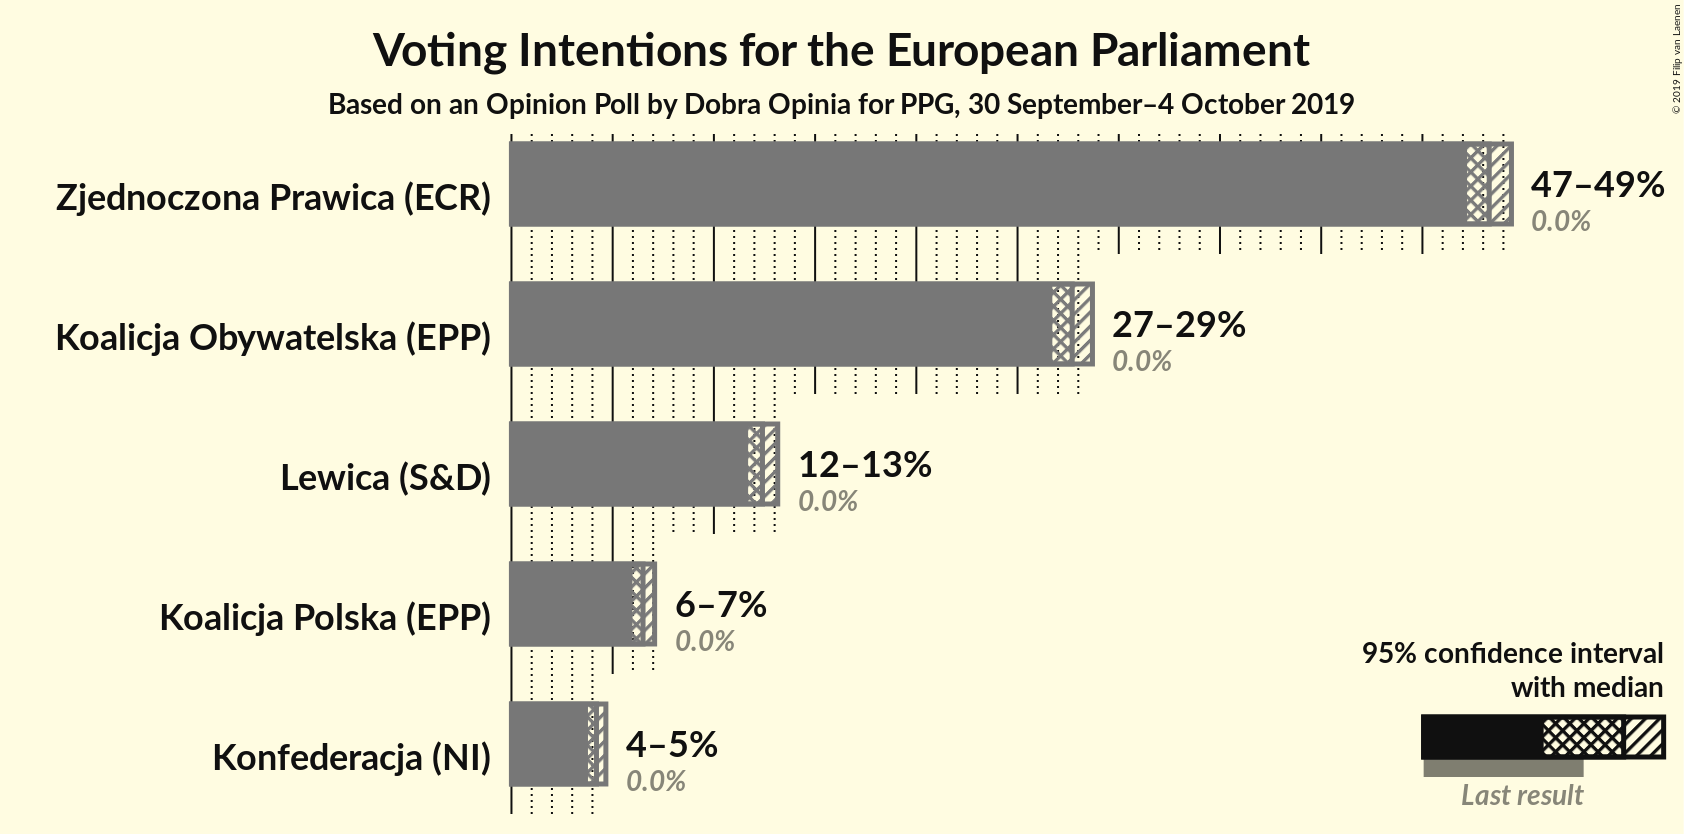 Voting Intentions for the European Parliament
Based on an Opinion Poll by Dobra Opinia for PPG, 30 September–4 October 2019
© 2019 Filip van Laenen
Zjednoczona Prawica (ECR)
47–49%
0.0%
Koalicja Obywatelska (EPP)
27–29%
0.0%
Lewica (S&D)
12–13%
0.0%
Koalicja Polska (EPP)
6–7%
0.0%
Konfederacja (NI)
4–5%
0.0%
95% confidence interval
with median
Last result